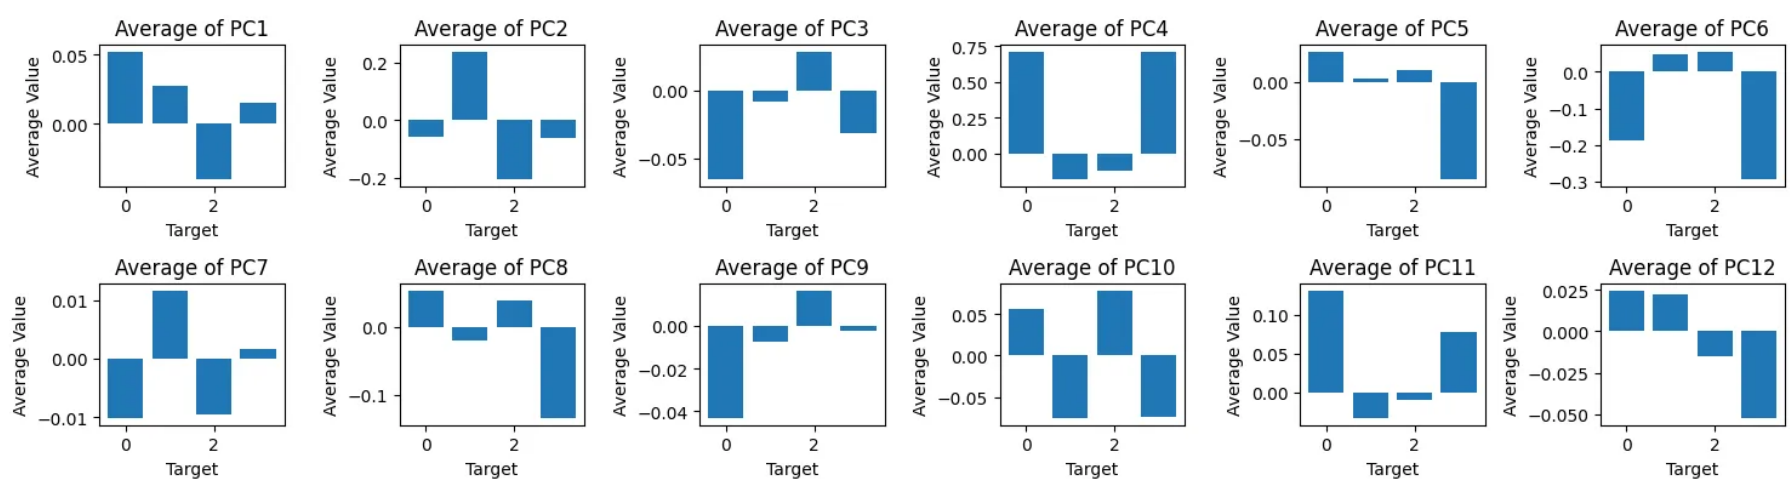 Average of PC1
Average Value
0.05
0.00
0
2
Target
Average of PC2
Average Value
0.2
0.0
−0.2
0
2
Target
Average of PC3
Average Value
0.00
−0.05
0
2
Target
Average of PC4
Average Value
0.75
0.50
0.25
0.00
0
2
Target
Average of PC5
Average Value
0.00
−0.05
0
2
Target
Average of PC6
Average Value
0.0
−0.1
−0.2
−0.3
0
2
Target
Average of PC7
Average Value
0.01
0.00
−0.01
0
2
Target
Average of PC8
Average Value
0.0
−0.1
0
2
Target
Average of PC9
Average Value
0.00
−0.02
−0.04
0
2
Target
Average of PC10
Average Value
0.05
0.00
−0.05
0
2
Target
Average of PC11
Average Value
0.10
0.05
0.00
0
2
Target
Average of PC12
Average Value
0.025
0.000
−0.025
−0.050
0
2
Target